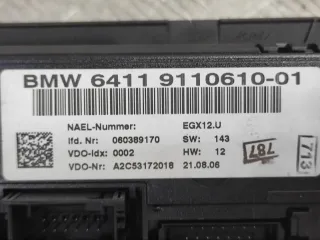 BMW 6411 9110610-01
NAEL-Nummer: EGX12.U
lfd. Nr: 060369170 SW: 143
VDO-Idx: 0002 HW: 12
VDO-Nr: A2C53172018 21.08.06
787
713